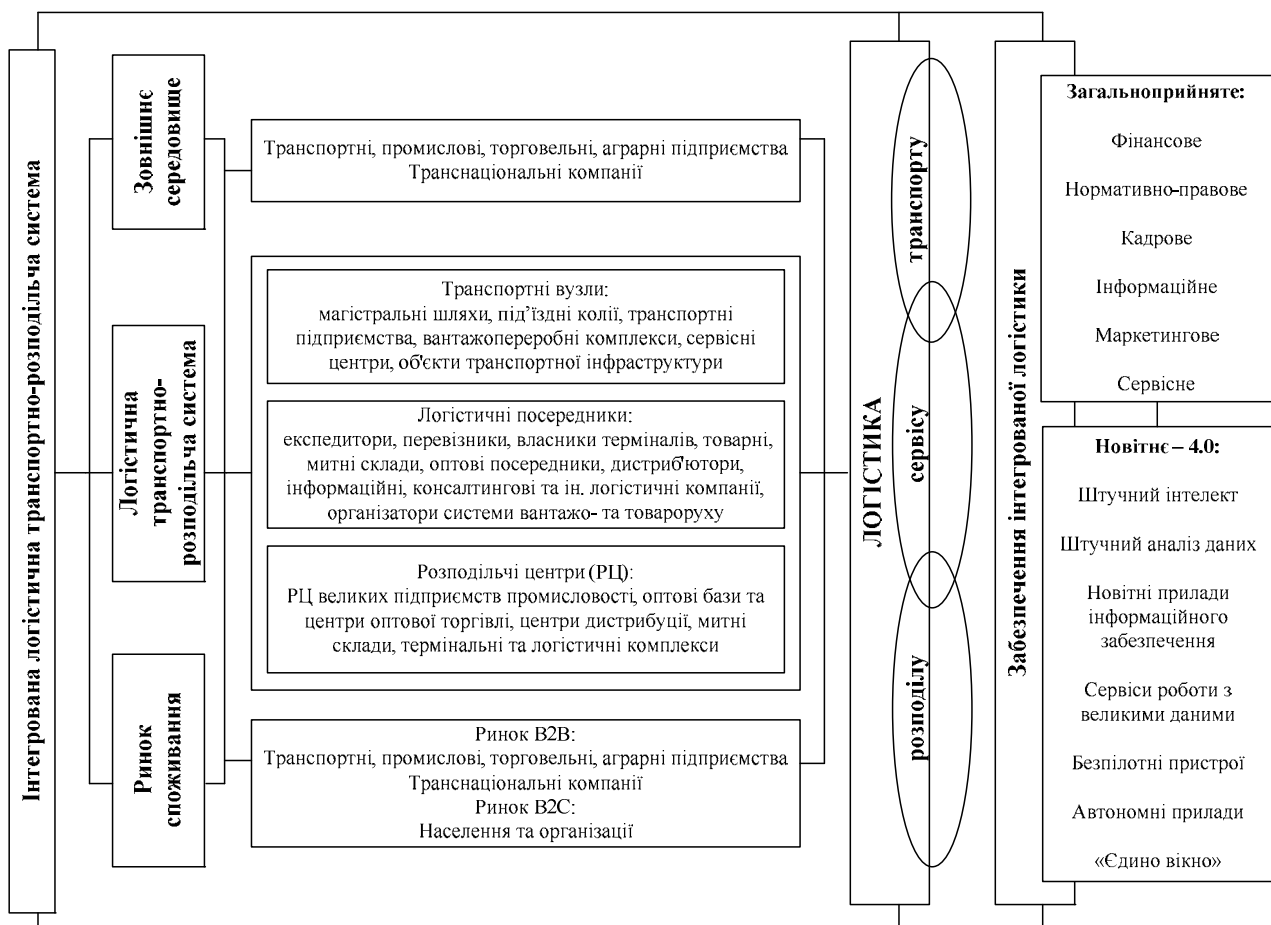 Інтегрована логістична транспортно-розподільча система
Зовнішнє
середовище
Логістична
транспортно-
розподільча система
Ринок
споживання
Транспортні, промислові, торговельні, аграрні підприємства
Транснаціональні компанії
Транспортні вузли:
магістральні шляхи, під’їздні колії, транспортні
підприємства, вантажопереробні комплекси, сервісні
центри, об'єкти транспортної інфраструктури
Логістичні посередники:
експедитори, перевізники, власники терміналів, товарні,
митні склади, оптові посередники, дистриб'ютори,
інформаційні, консалтингові та ін. логістичні компанії,
організатори системи вантажо- та товароруху
Розподільчі центри (РЦ):
РЦ великих підприємств промисловості, оптові бази та
центри оптової торгівлі, центри дистрибуції, митні
склади, термінальні та логістичні комплекси
Ринок В2В:
Транспортні, промислові, торговельні, аграрні підприємства
Транснаціональні компанії
Ринок В2С:
Населення та організації
ЛОГІСТИКА
транспорту
сервісу
розподілу
Забезпечення інтегрованої логістики
Загальноприйняте:
Фінансове
Нормативно-правове
Кадрове
Інформаційне
Маркетингове
Сервісне
Новітнє – 4.0:
Штучний інтелект
Штучний аналіз даних
Новітні прилади
інформаційного
забезпечення
Сервіси роботи з
великими даними
Безпілотні пристрої
Автономні прилади
«Єдино вікно»